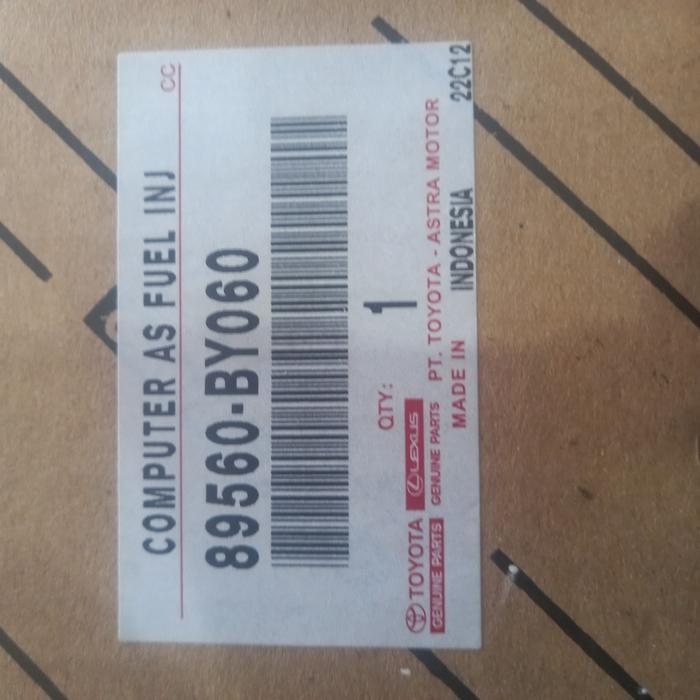 COMPUTER AS FUEL INJ CC
89560-BY060
QTY: 1
TOYOTA LEXUS
GENUINE PARTS GENUINE PARTS PT. TOYOTA - ASTRA MOTOR
MADE IN INDONESIA 22C12